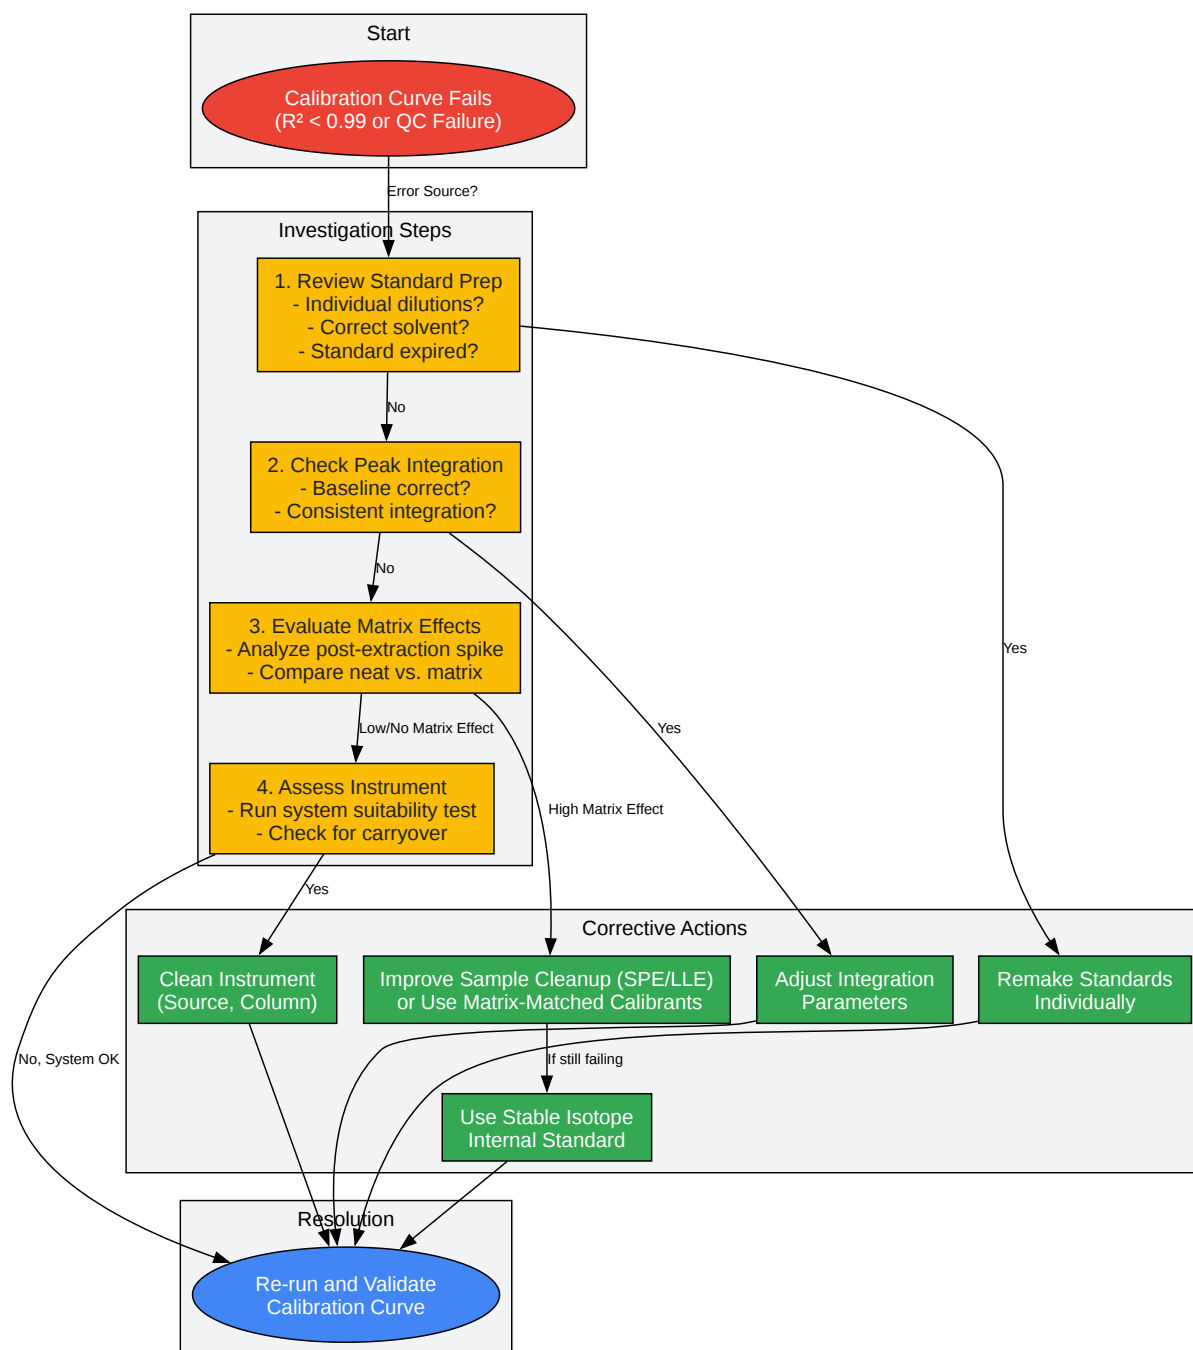 Start
Calibration Curve Fails
(R² < 0.99 or QC Failure)
Error Source?
Investigation Steps
1. Review Standard Prep
- Individual dilutions?
- Correct solvent?
- Standard expired?
No
2. Check Peak Integration
- Baseline correct?
- Consistent integration?
No
3. Evaluate Matrix Effects
- Analyze post-extraction spike
- Compare neat vs. matrix
Yes
Low/No Matrix Effect
Yes
4. Assess Instrument
- Run system suitability test
- Check for carryover
High Matrix Effect
Yes
Corrective Actions
Clean Instrument
(Source, Column)
Improve Sample Cleanup (SPE/LLE)
or Use Matrix-Matched Calibrants
Adjust Integration
Parameters
Remake Standards
Individually
No, System OK
If still failing
Use Stable Isotope
Internal Standard
Resolution
Re-run and Validate
Calibration Curve